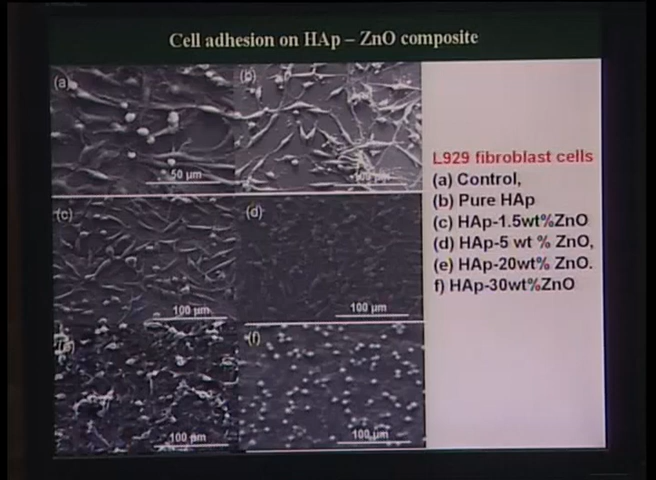 Cell adhesion on HAp – ZnO composite
(a)
50 µm
(b)
(c)
100 µm
(d)
100 µm
100 µm
(f)
100 µm
L929 fibroblast cells
(a) Control,
(b) Pure HAp
(c) HAp-1.5wt%ZnO
(d) HAp-5 wt % ZnO,
(e) HAp-20wt% ZnO.
f) HAp-30wt%ZnO